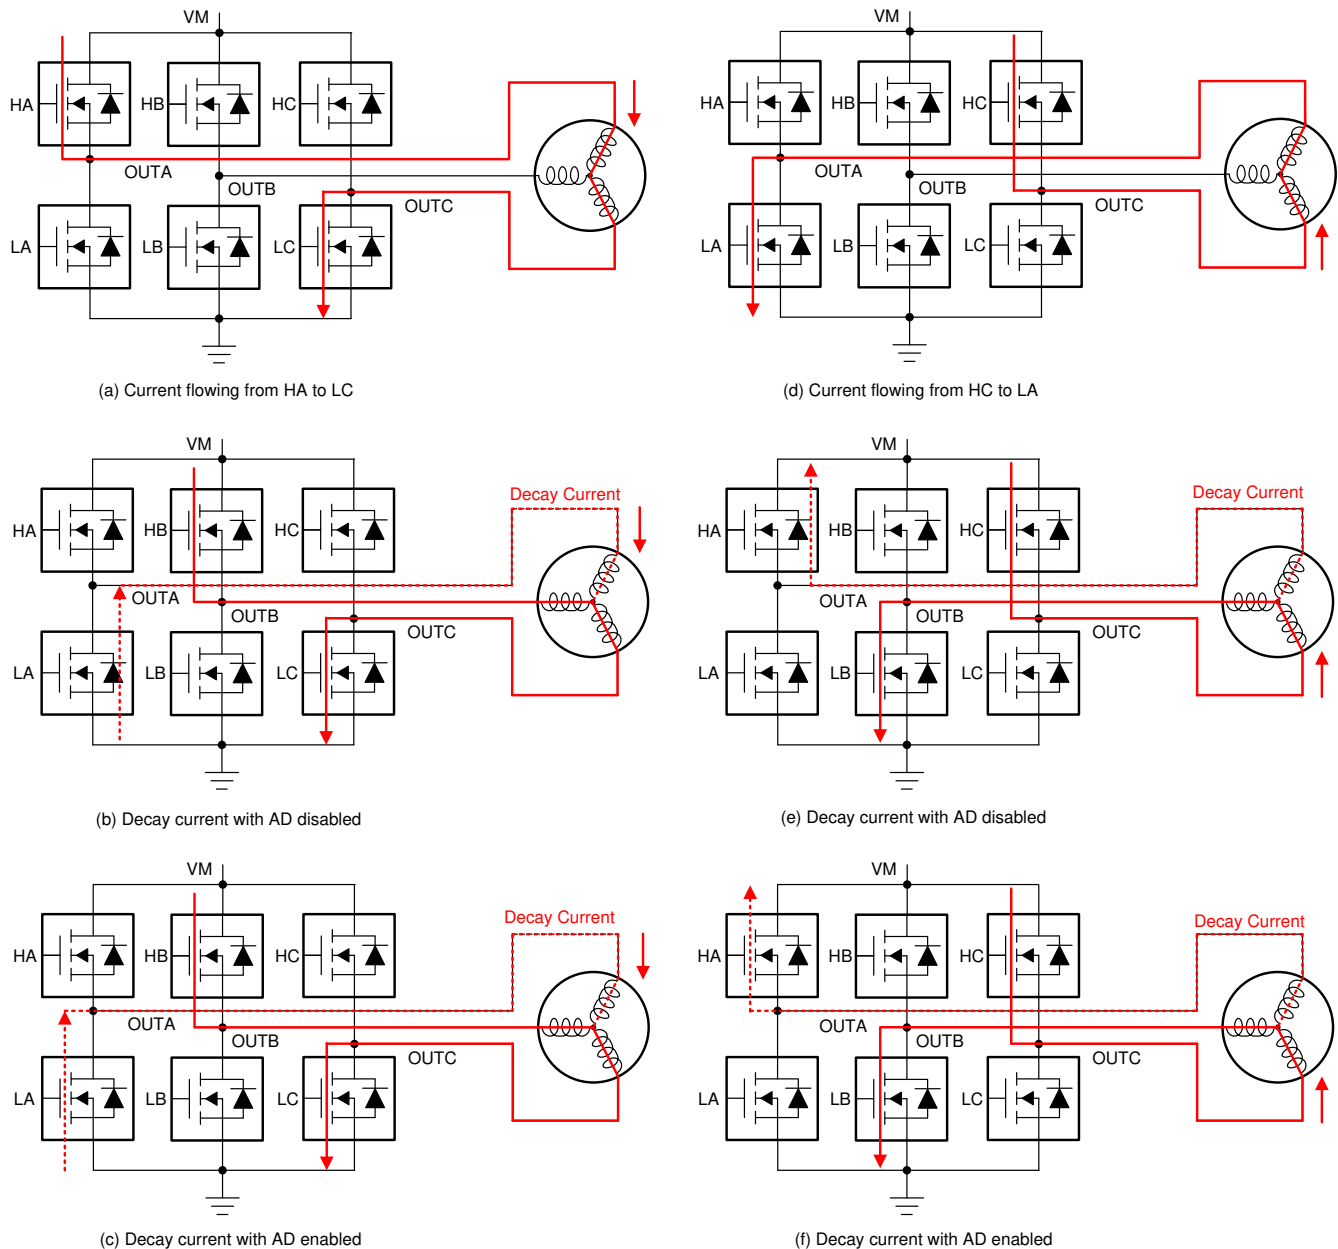 VM
HA
HB
HC
OUTA
OUTB
OUTC
LA
LB
LC
(a) Current flowing from HA to LC
VM
HA
HB
HC
OUTA
OUTB
OUTC
LA
LB
LC
(d) Current flowing from HC to LA
VM
Decay Current
HA
HB
HC
OUTA
OUTB
OUTC
LA
LB
LC
(b) Decay current with AD disabled
VM
Decay Current
HA
HB
HC
OUTA
OUTB
OUTC
LA
LB
LC
(e) Decay current with AD disabled
VM
Decay Current
HA
HB
HC
OUTA
OUTB
OUTC
LA
LB
LC
(c) Decay current with AD enabled
VM
Decay Current
HA
HB
HC
OUTA
OUTB
OUTC
LA
LB
LC
(f) Decay current with AD enabled